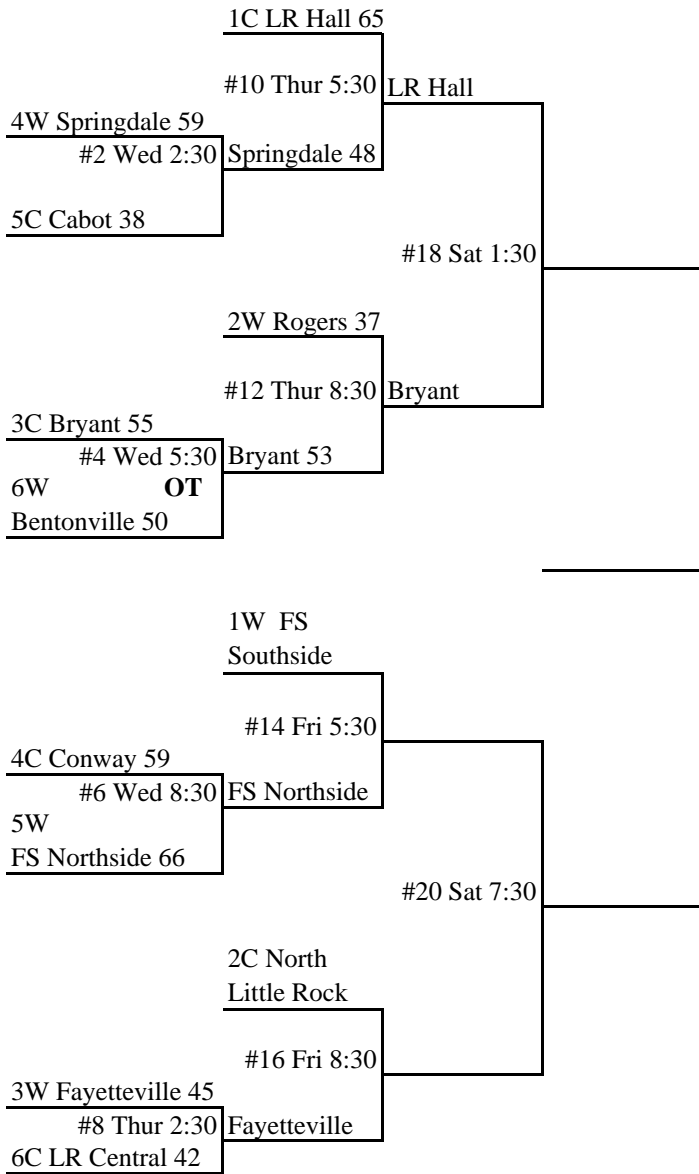 1C LR Hall 65
#10 Thur 5:30 LR Hall
4W Springdale 59
#2 Wed 2:30 Springdale 48
5C Cabot 38
#18 Sat 1:30
2W Rogers 37
#12 Thur 8:30 Bryant
3C Bryant 55
#4 Wed 5:30 Bryant 53
6W OT
Bentonville 50
1W FS
Southside
#14 Fri 5:30
4C Conway 59
#6 Wed 8:30 FS Northside
5W
FS Northside 66
#20 Sat 7:30
2C North
Little Rock
#16 Fri 8:30
3W Fayetteville 45
#8 Thur 2:30 Fayetteville
6C LR Central 42